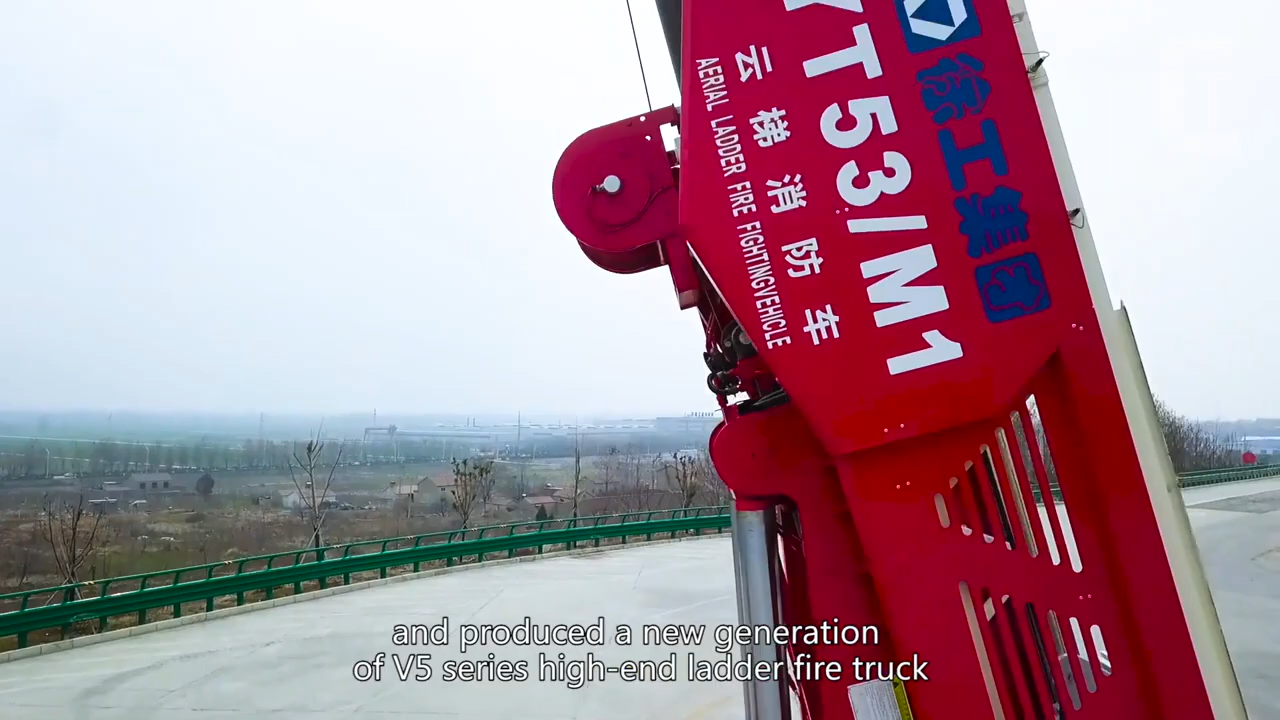 徐工集团
YT53/M1
云梯消防车
AERIAL LADDER FIRE FIGHTINGVEHICLE
and produced a new generation
of V5 series high-end ladder fire truck